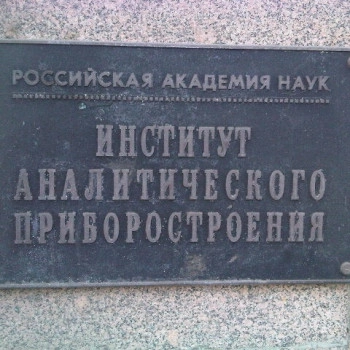 РОССИЙСКАЯ АКАДЕМИЯ НАУК
ИНСТИТУТ
АНАЛИТИЧЕСКОГО
ПРИБОРОСТРОЕНИЯ